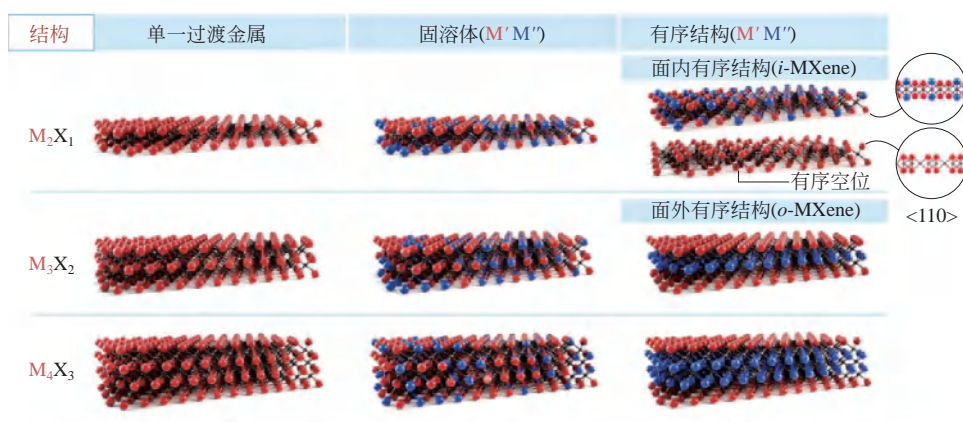 结构
单一过渡金属
固溶体(M′ M″)
有序结构(M′ M″)
面内有序结构(i-MXene)
M₂X₁
有序空位
<110>
面外有序结构(o-MXene)
M₃X₂
M₄X₃